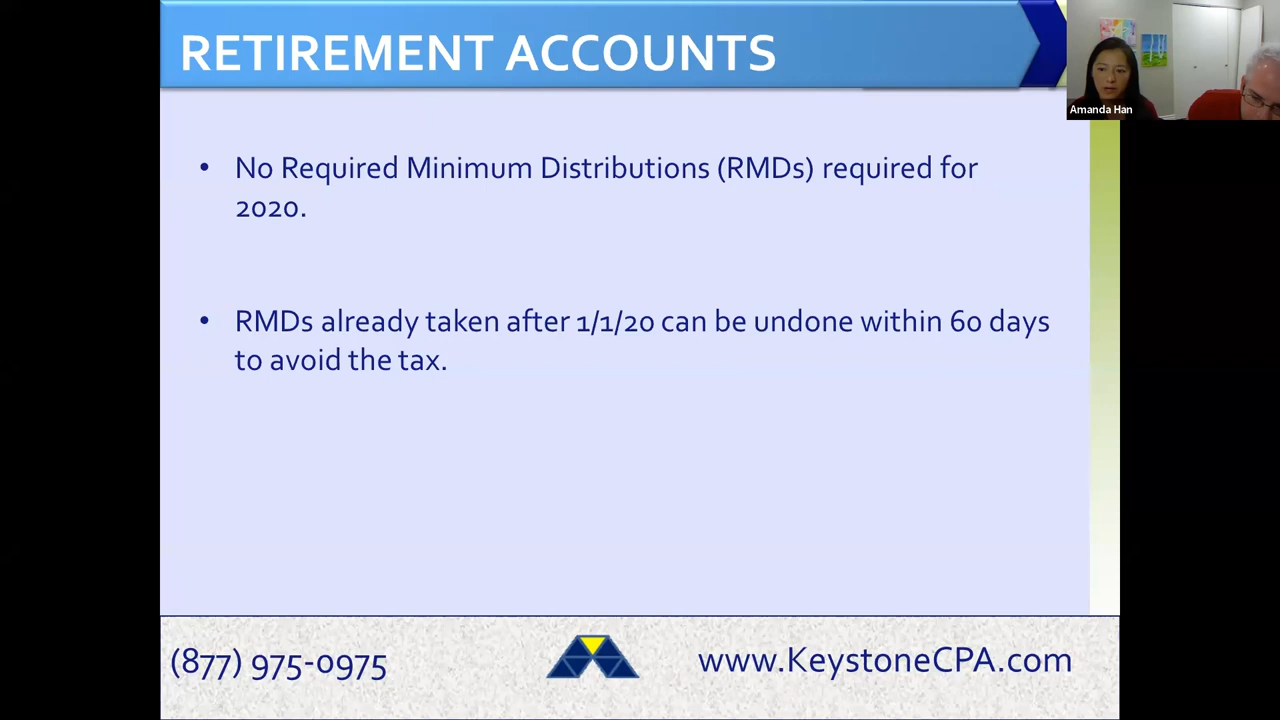 RETIREMENT ACCOUNTS
Amanda Han
• No Required Minimum Distributions (RMDs) required for
2020.
• RMDs already taken after 1/1/20 can be undone within 60 days
to avoid the tax.
(877) 975-0975
www.KeystoneCPA.com